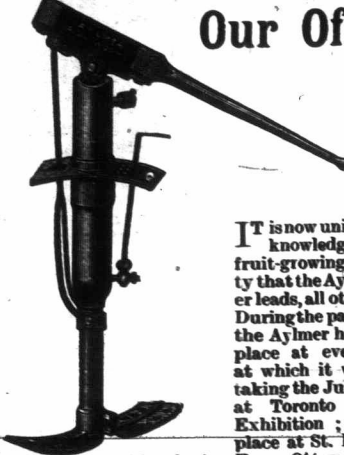 Our Of
IT is now uni
knowledg
fruit-growing
ty that the Ay
er leads, all ot
During the pa
the Aylmer h
place at eve
at which it w
taking the Ju
at Toronto
Exhibition ;
place at St.